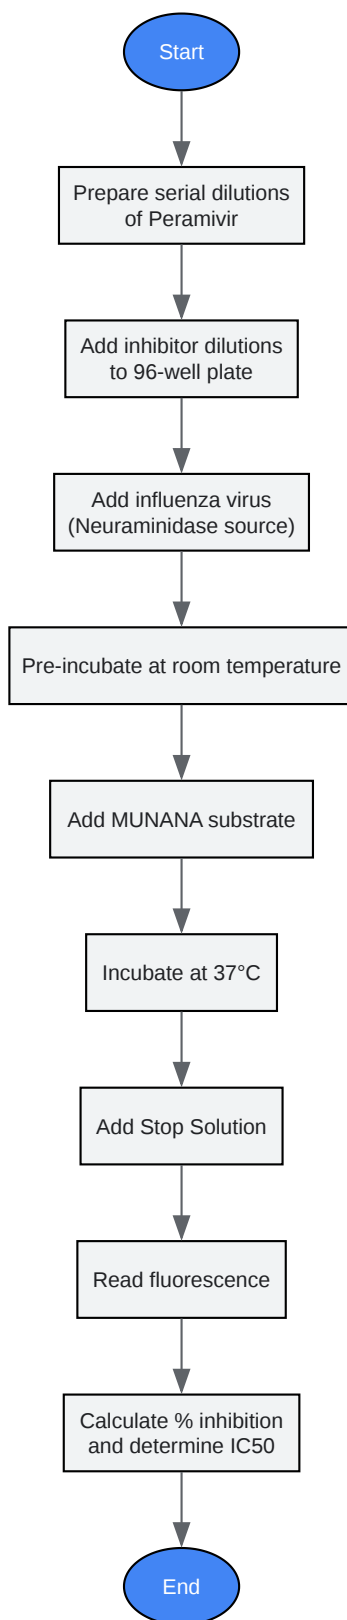 Start
Prepare serial dilutions
of Peramivir
Add inhibitor dilutions
to 96-well plate
Add influenza virus
(Neuraminidase source)
Pre-incubate at room temperature
Add MUNANA substrate
Incubate at 37°C
Add Stop Solution
Read fluorescence
Calculate % inhibition
and determine IC50
End